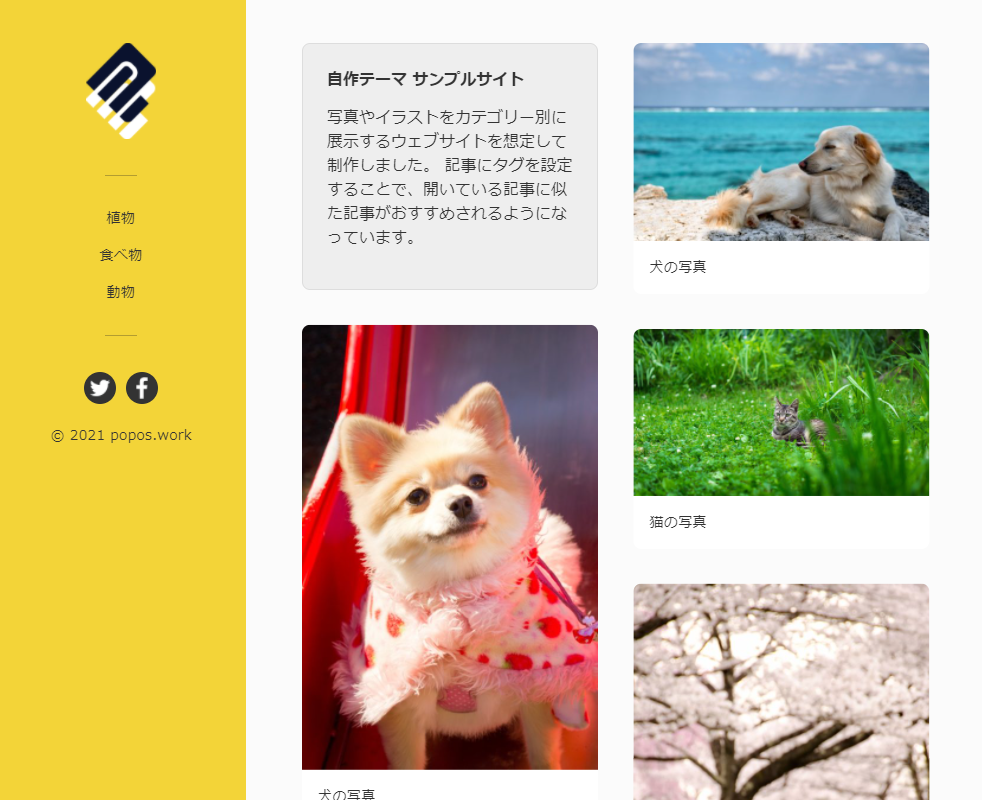 植物
食べ物
動物
© 2021 popos.work
自作テーマ サンプルサイト
写真やイラストをカテゴリー別に
展示するウェブサイトを想定して
制作しました。 記事にタグを設定
することで、開いている記事に似
た記事がおすすめされるようにな
っています。
犬の写真
犬の写真
猫の写真